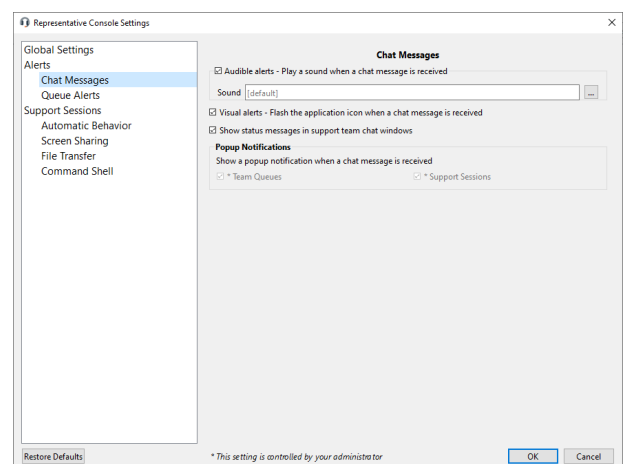 Representative Console Settings
Global Settings
Alerts
Chat Messages
Queue Alerts
Support Sessions
Automatic Behavior
Screen Sharing
File Transfer
Command Shell
Chat Messages
Audible alerts - Play a sound when a chat message is received
Sound [default] ...
Visual alerts - Flash the application icon when a chat message is received
Show status messages in support team chat windows
Popup Notifications
Show a popup notification when a chat message is received
* Team Queues * Support Sessions
Restore Defaults * This setting is controlled by your administrator OK Cancel